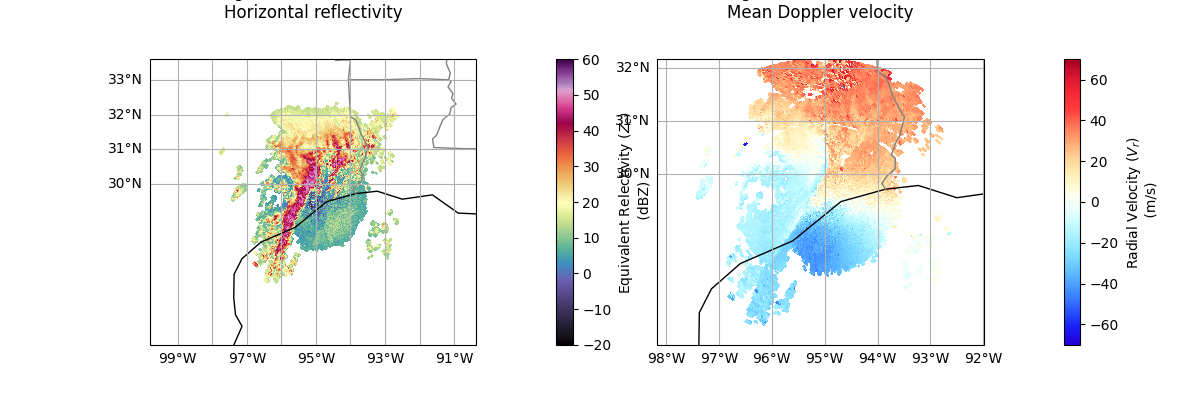 Horizontal reflectivity
Mean Doppler velocity
33°N
32°N
31°N
30°N
99°W
97°W
95°W
93°W
91°W
60
50
40
30
20
10
0
−10
−20
Equivalent Reflectivity (Z)
(dBZ)
32°N
31°N
30°N
98°W
97°W
96°W
95°W
94°W
93°W
92°W
60
40
20
0
−20
−40
−60
Radial Velocity (Vr)
(m/s)